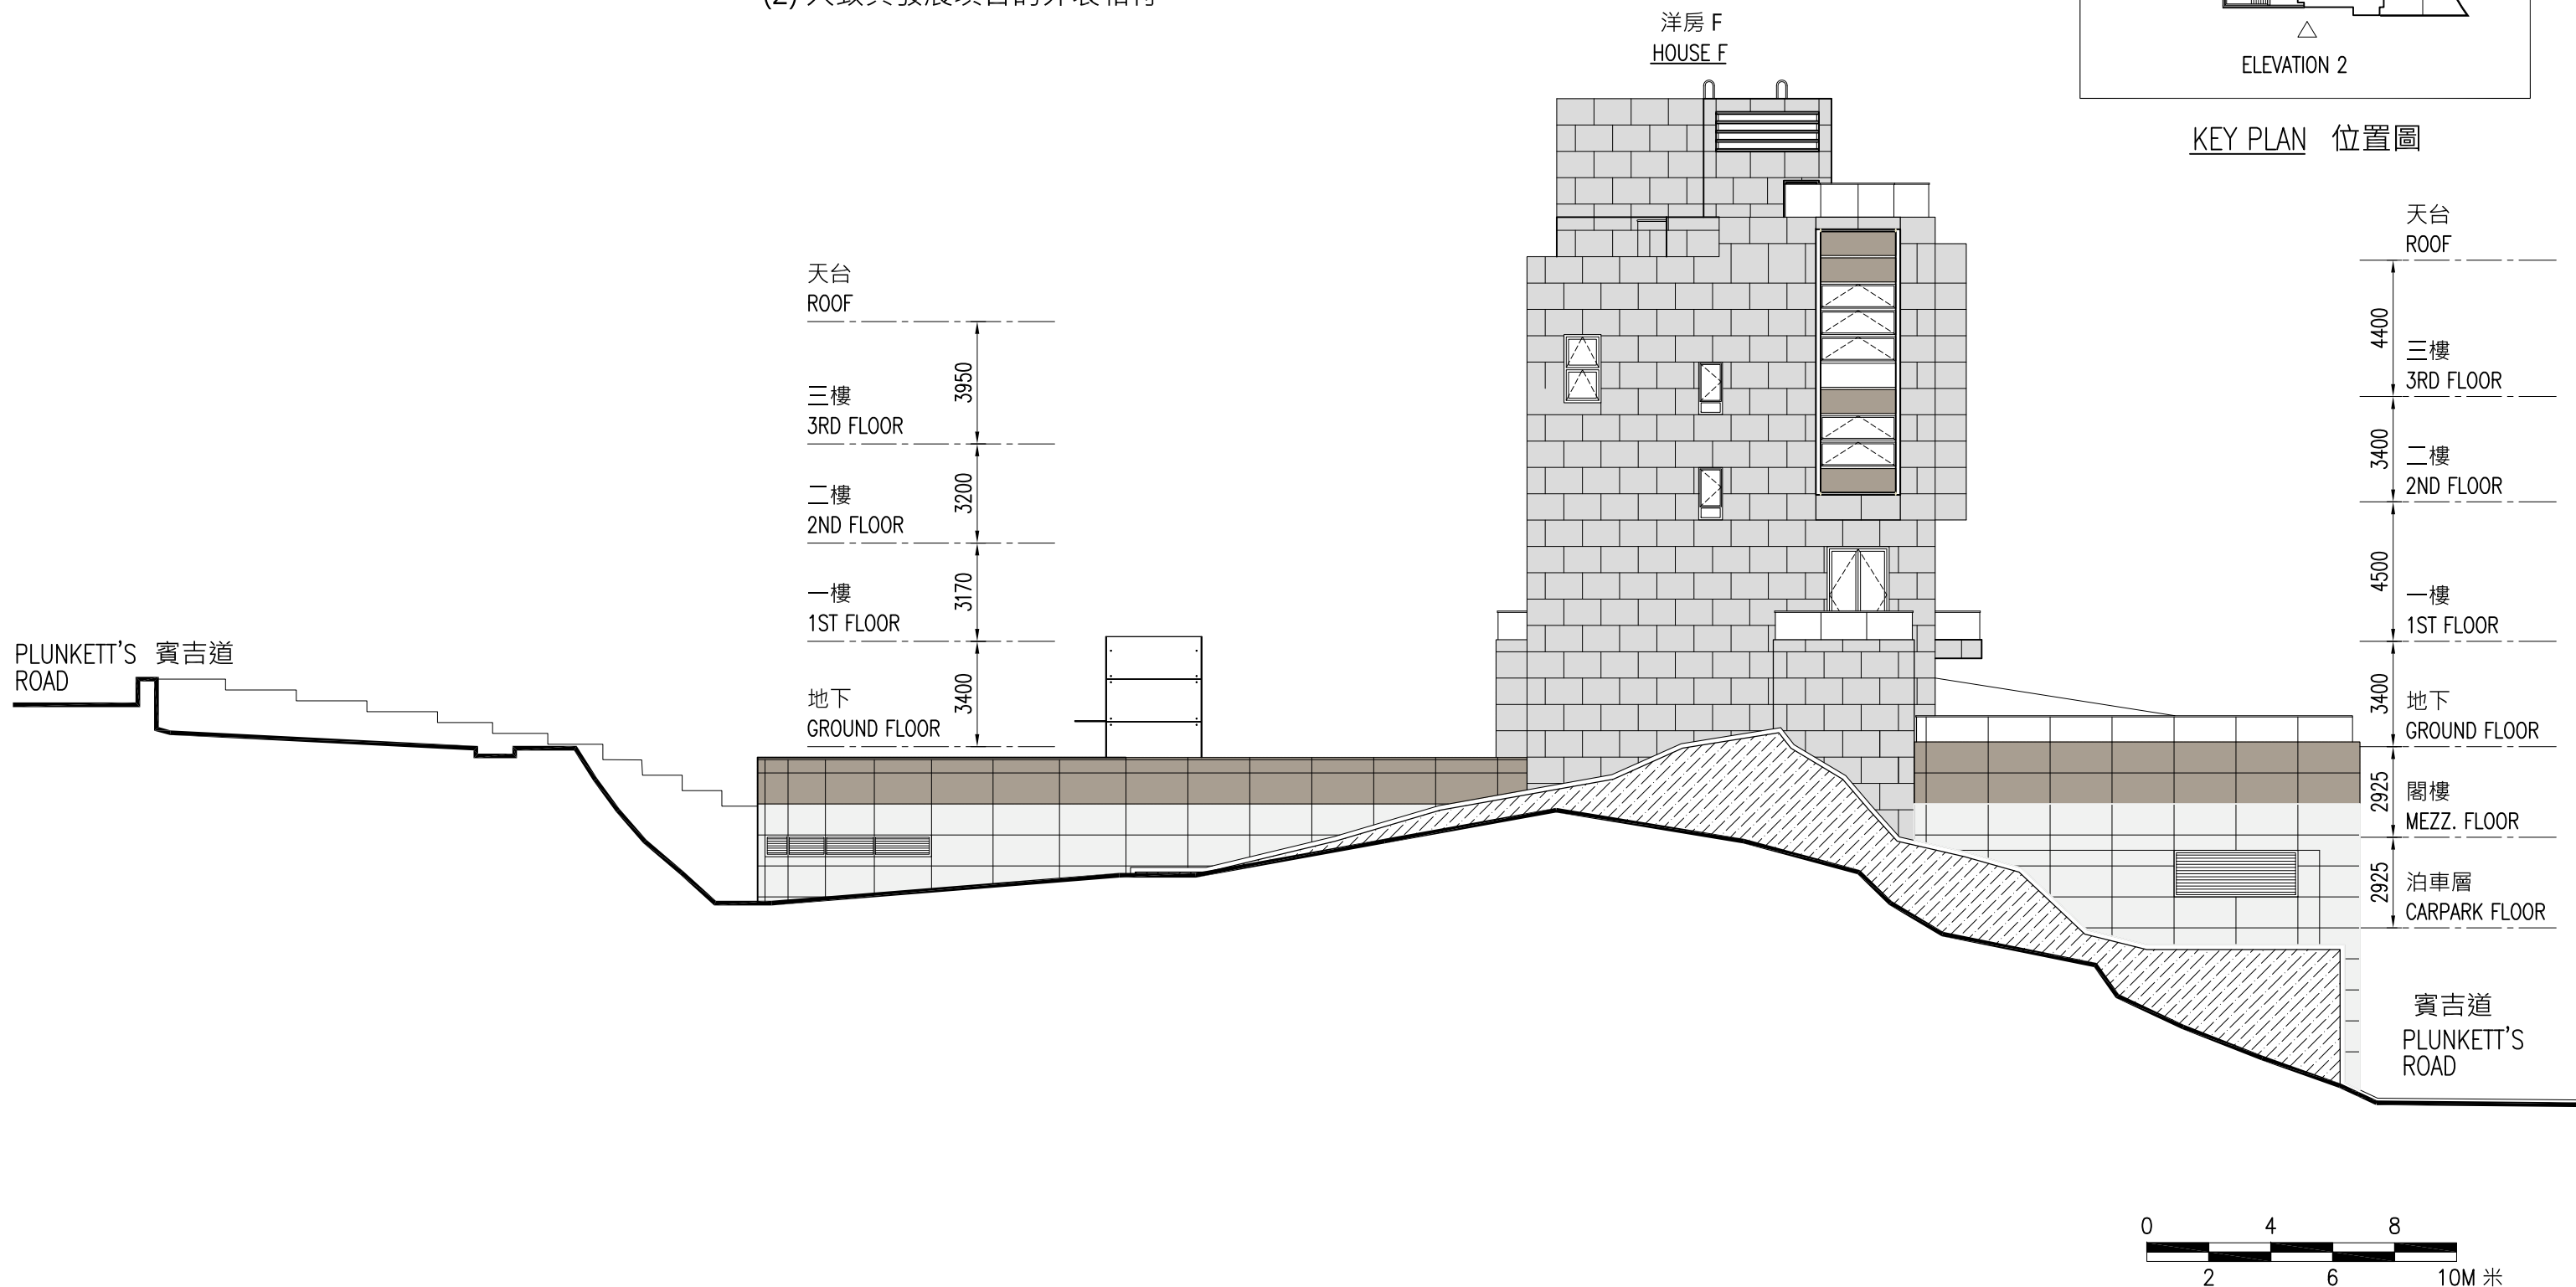 洋房 F
HOUSE F
ELEVATION 2
KEY PLAN 位置圖
天台
ROOF
3950
三樓
3RD FLOOR
3200
二樓
2ND FLOOR
3170
一樓
1ST FLOOR
3400
地下
GROUND FLOOR
PLUNKETT'S 賓吉道
ROAD
天台
ROOF
4400
三樓
3RD FLOOR
3400
二樓
2ND FLOOR
4500
一樓
1ST FLOOR
3400
地下
GROUND FLOOR
2925
閣樓
MEZZ. FLOOR
2925
泊車層
CARPARK FLOOR
賓吉道
PLUNKETT'S
ROAD
0 4 8
2 6 10M 米